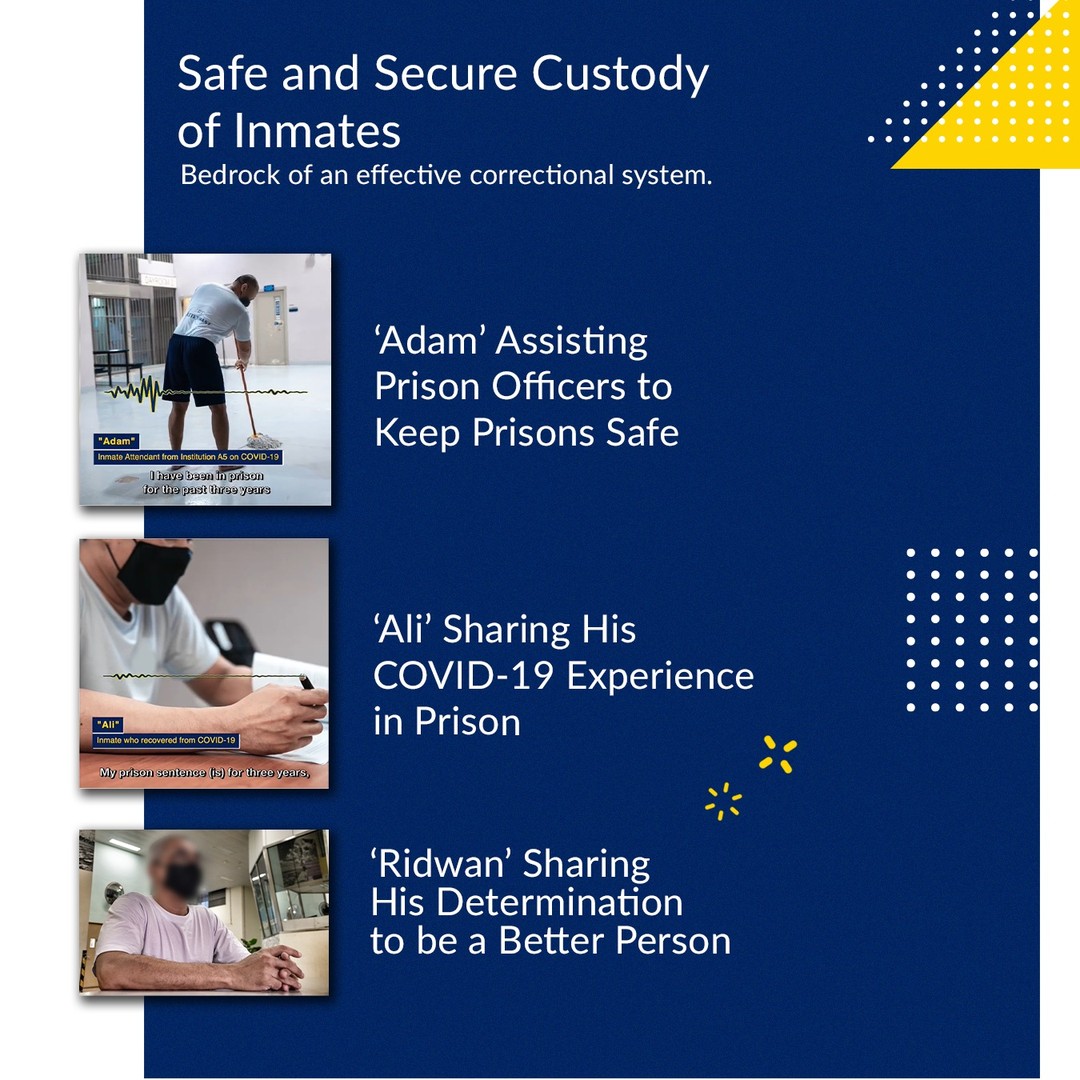 Safe and Secure Custody
of Inmates
Bedrock of an effective correctional system.
"Adam"
Inmate Attendant from Institution A5 on COVID-19
I have been in prison
for the past three years
‘Adam’ Assisting
Prison Officers to
Keep Prisons Safe
"Ali"
Inmate who recovered from COVID-19
My prison sentence (is) for three years,
‘Ali’ Sharing His
COVID-19 Experience
in Prison
‘Ridwan’ Sharing
His Determination
to be a Better Person